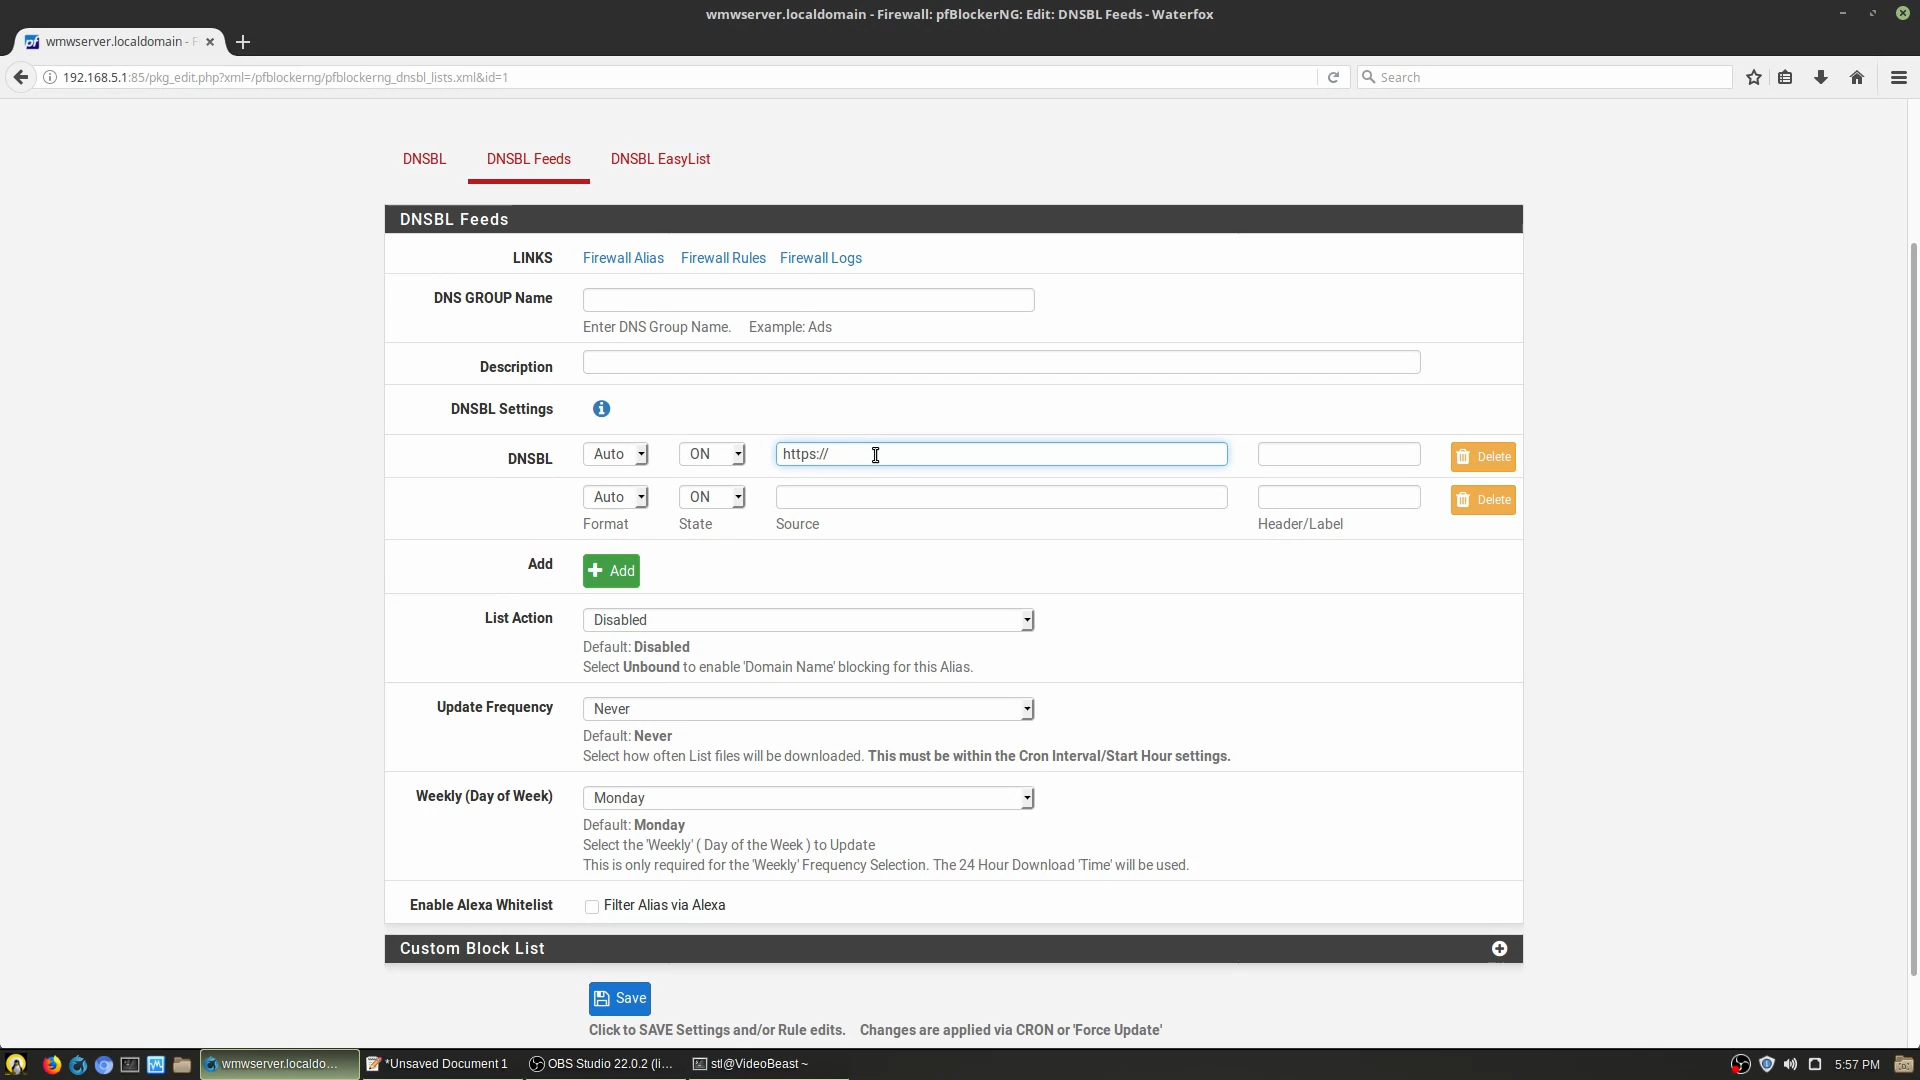 wmwserver.localdomain - Firewall: pfBlockerNG: Edit: DNSBL Feeds - Waterfox
pf wmwserver.localdomain - F
192.168.5.1:85/pkg_edit.php?xml=/pfblockerng/pfblockerng_dnsbl_lists.xml&id=1
Search
DNSBL DNSBL Feeds DNSBL EasyList
DNSBL Feeds
LINKS Firewall Alias Firewall Rules Firewall Logs
DNS GROUP Name
Enter DNS Group Name. Example: Ads
Description
DNSBL Settings
DNSBL Auto ON https:// Delete
Auto ON Delete
Format State Source Header/Label
Add Add
List Action Disabled
Default: Disabled
Select Unbound to enable 'Domain Name' blocking for this Alias.
Update Frequency Never
Default: Never
Select how often List files will be downloaded. This must be within the Cron Interval/Start Hour settings.
Weekly (Day of Week) Monday
Default: Monday
Select the 'Weekly' ( Day of the Week ) to Update
This is only required for the 'Weekly' Frequency Selection. The 24 Hour Download 'Time' will be used.
Enable Alexa Whitelist Filter Alias via Alexa
Custom Block List
Save
Click to SAVE Settings and/or Rule edits. Changes are applied via CRON or 'Force Update'
wmwserver.localdo... *Unsaved Document 1 OBS Studio 22.0.2 (li... stl@VideoBeast ~ 5:57 PM